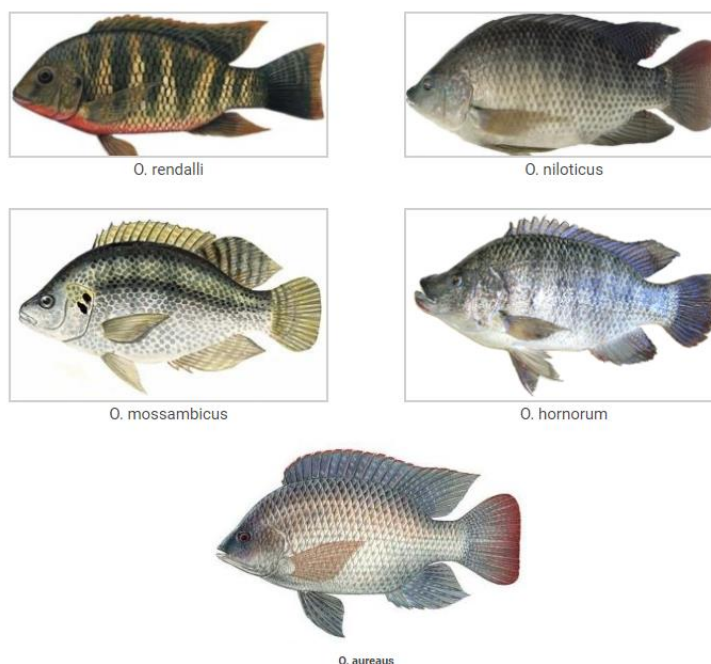 O. rendalli
O. niloticus
O. mossambicus
O. hornorum
O. aureaus